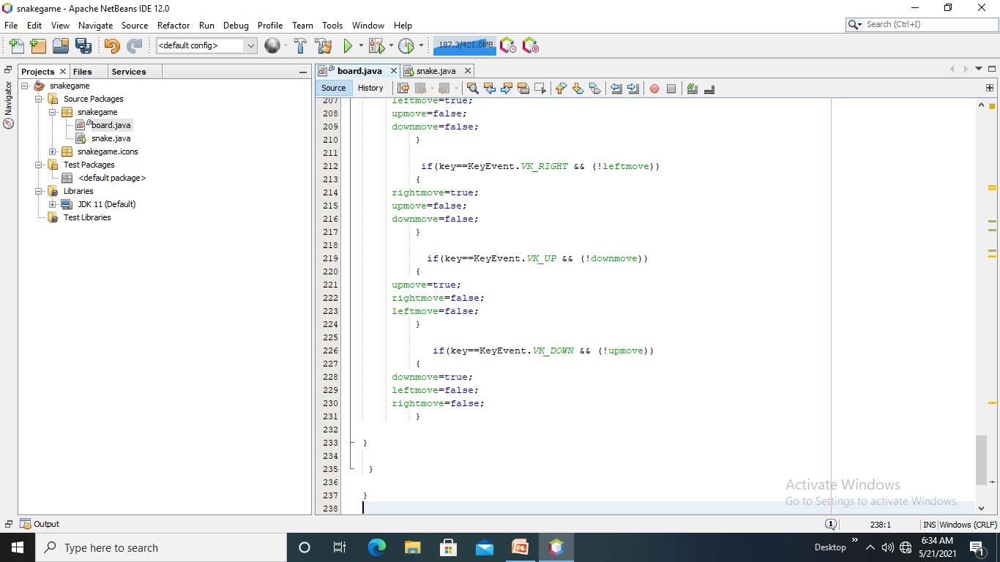 snakegame - Apache NetBeans IDE 12.0
File Edit View Navigate Source Refactor Run Debug Profile Team Tools Window Help
Search (Ctrl+I)
<default config>
187.3/421.0MB
Projects Files Services
Navigator
snakegame
Source Packages
snakegame
board.java
snake.java
snakegame.icons
Test Packages
<default package>
Libraries
JDK 11 (Default)
Test Libraries
board.java snake.java
Source History
207 leftmove=true;
208 upmove=false;
209 downmove=false;
210 }
211
212 if(key==KeyEvent.VK_RIGHT && (!leftmove))
213 {
214 rightmove=true;
215 upmove=false;
216 downmove=false;
217 }
218
219 if(key==KeyEvent.VK_UP && (!downmove))
220 {
221 upmove=true;
222 rightmove=false;
223 leftmove=false;
224 }
225
226 if(key==KeyEvent.VK_DOWN && (!upmove))
227 {
228 downmove=true;
229 leftmove=false;
230 rightmove=false;
231 }
232
233 }
234
235 }
236
237 }
238
Activate Windows
Go to Settings to activate Windows.
Output
1
238:1
INS Windows (CRLF)
Type here to search
Desktop
6:34 AM
5/21/2021
1